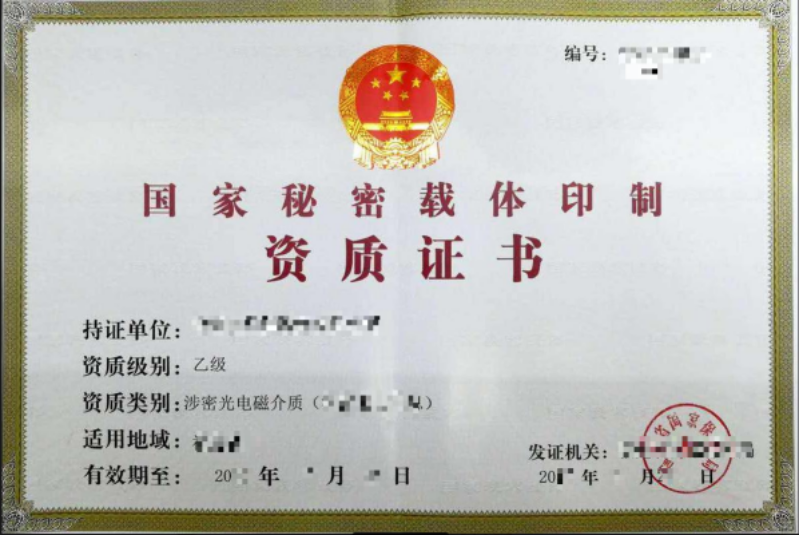 编号：
国家秘密载体印制
资质证书
持证单位：
资质级别：乙级
资质类别：涉密光电磁介质（
）
适用地域：
发证机关：
有效期至：20 年 月 日
20 年 月 日